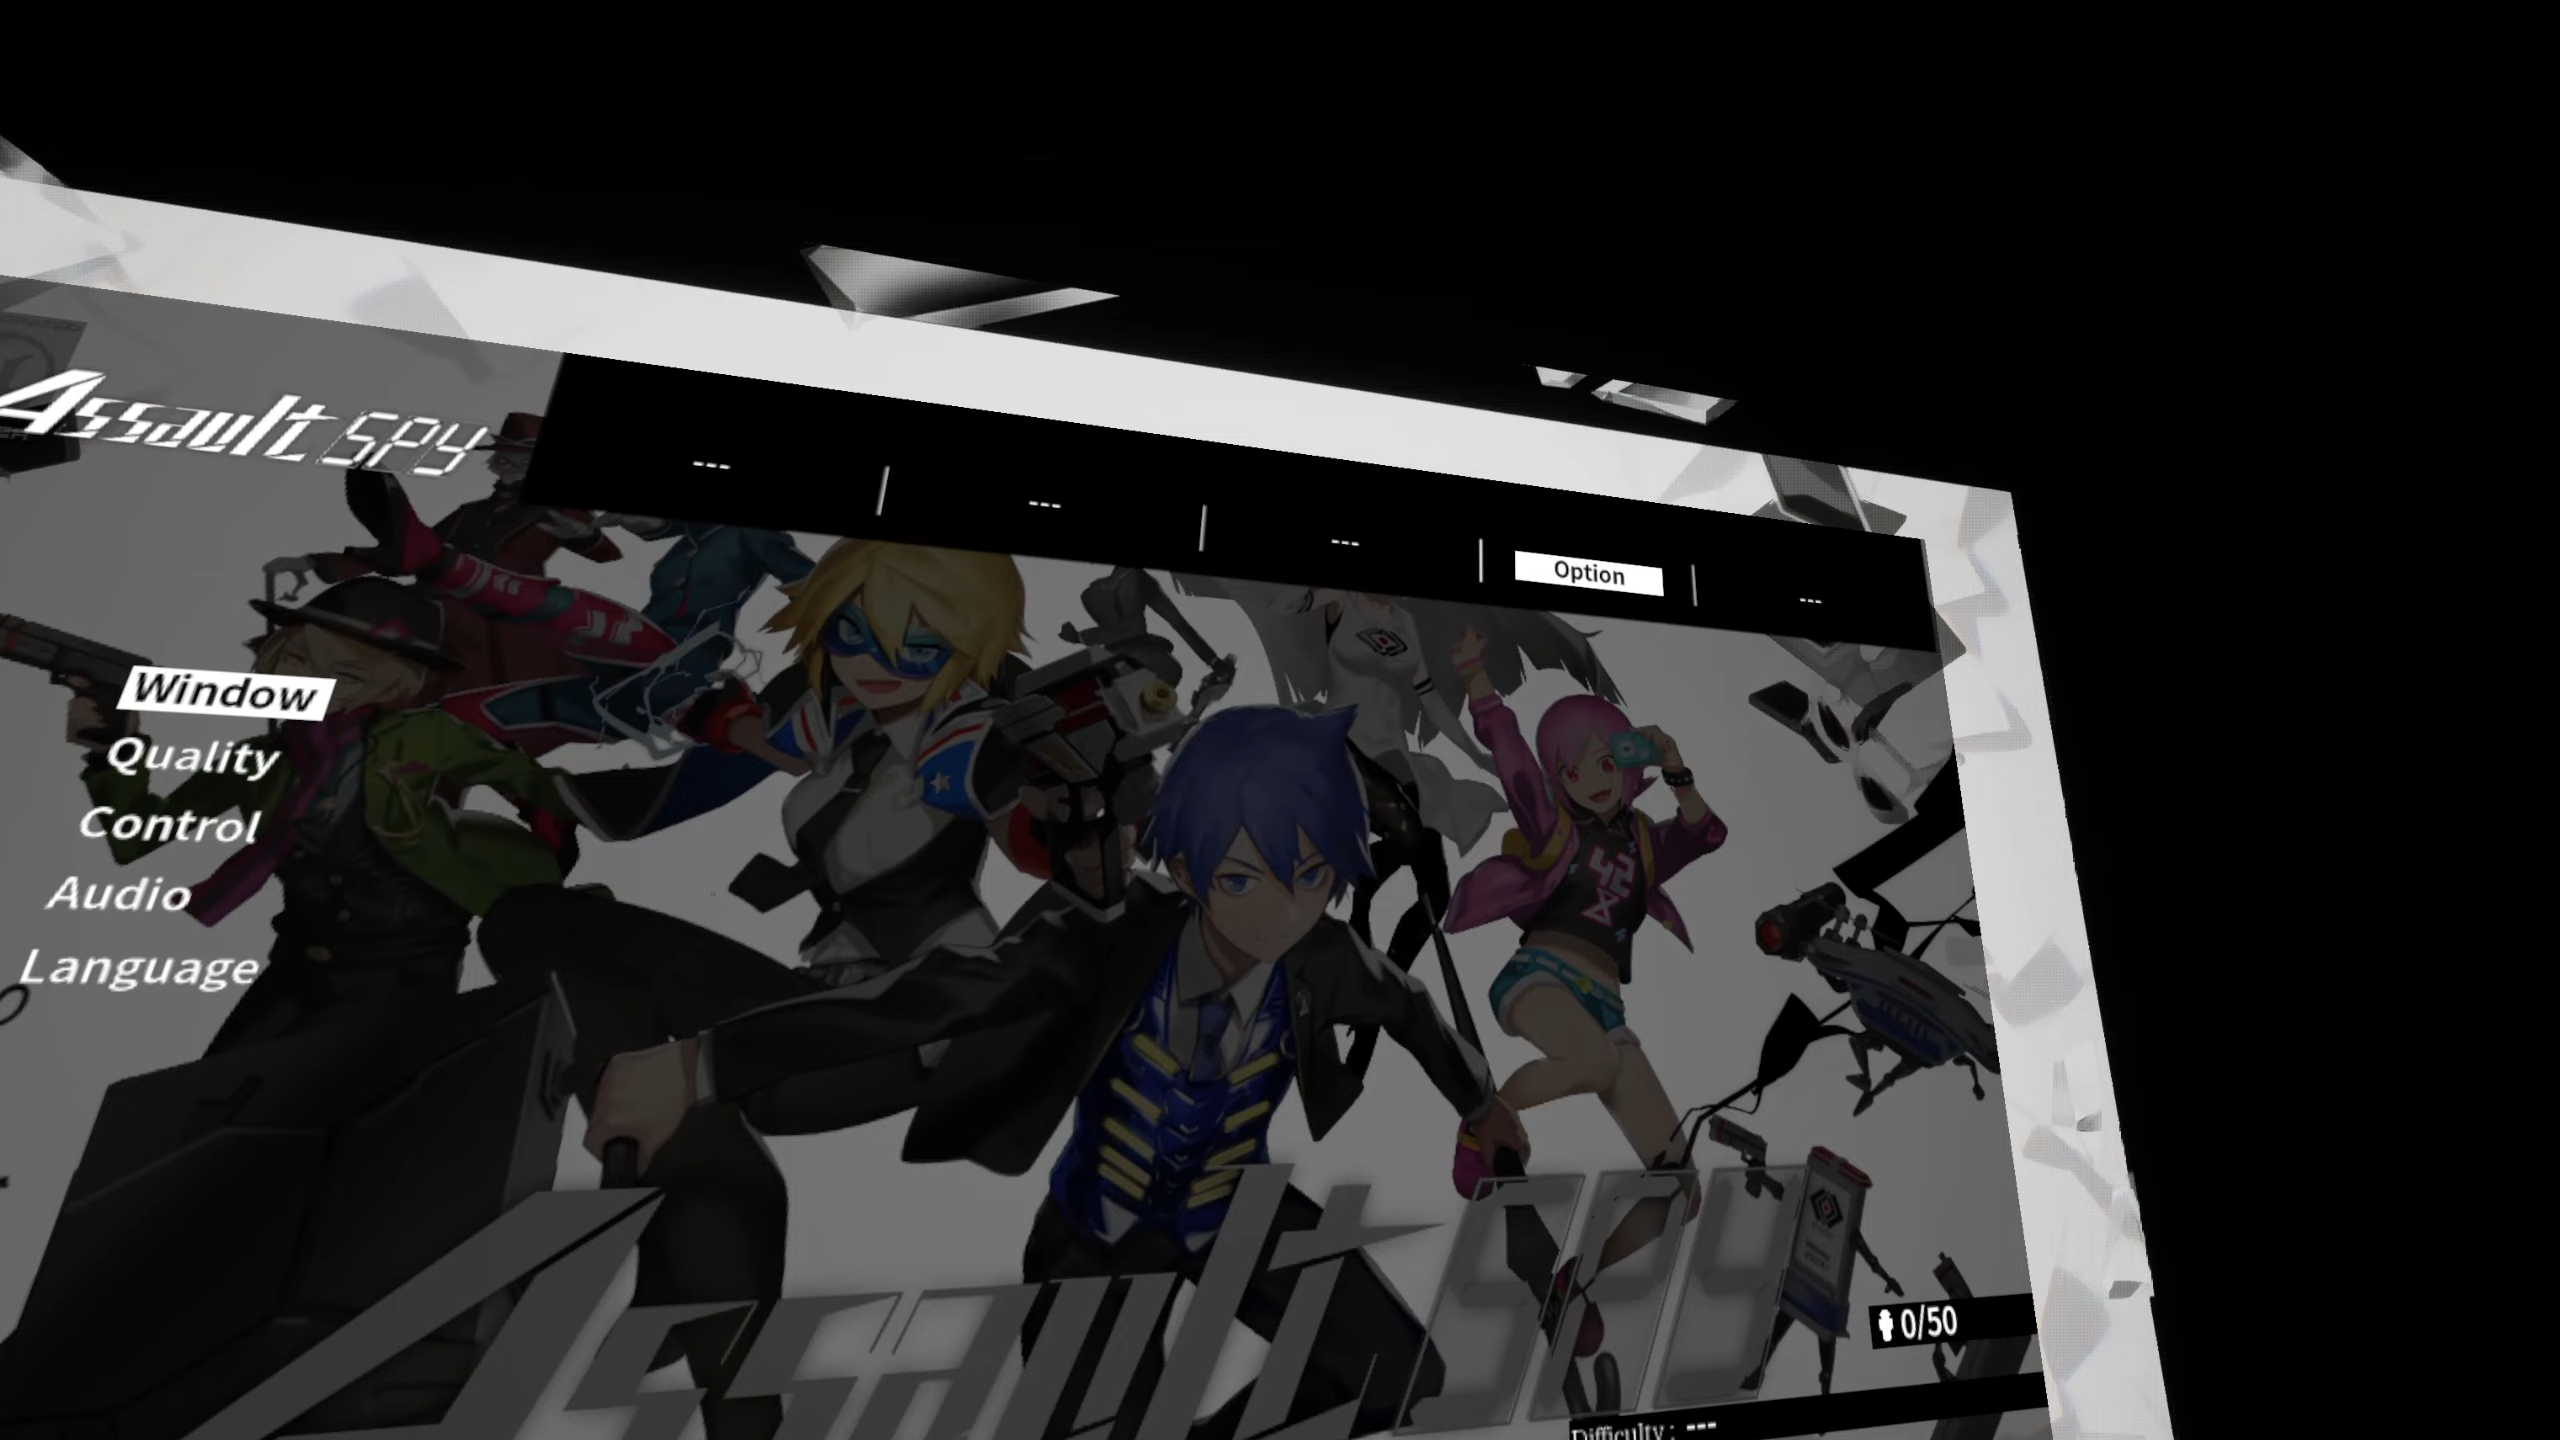 Assault SPY
---
---
---
Option
---
Window
Quality
Control
Audio
Language
Assault SPY
0/50
Difficulty : ---